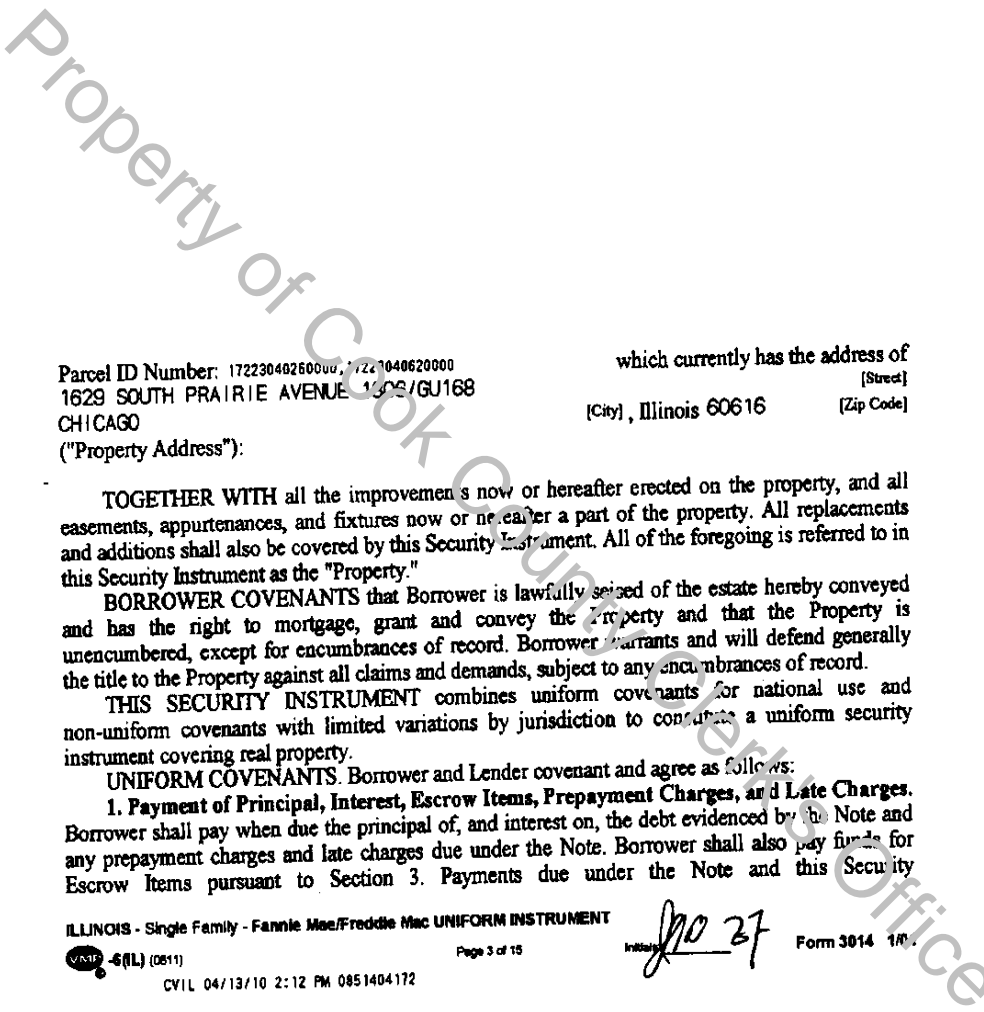 Property of Cook County Clerk's Office
Parcel ID Number: 17223040260000, 17223040620000 which currently has the address of
1629 SOUTH PRAIRIE AVENUE /GU168 [Street]
CHICAGO [City] , Illinois 60616 [Zip Code]
("Property Address"):
TOGETHER WITH all the improvements now or hereafter erected on the property, and all
easements, appurtenances, and fixtures now or hereafter a part of the property. All replacements
and additions shall also be covered by this Security Instrument. All of the foregoing is referred to in
this Security Instrument as the "Property."
BORROWER COVENANTS that Borrower is lawfully seised of the estate hereby conveyed
and has the right to mortgage, grant and convey the Property and that the Property is
unencumbered, except for encumbrances of record. Borrower warrants and will defend generally
the title to the Property against all claims and demands, subject to any encumbrances of record.
THIS SECURITY INSTRUMENT combines uniform covenants for national use and
non-uniform covenants with limited variations by jurisdiction to constitute a uniform security
instrument covering real property.
UNIFORM COVENANTS. Borrower and Lender covenant and agree as follows:
1. Payment of Principal, Interest, Escrow Items, Prepayment Charges, and Late Charges.
Borrower shall pay when due the principal of, and interest on, the debt evidenced by the Note and
any prepayment charges and late charges due under the Note. Borrower shall also pay funds for
Escrow Items pursuant to Section 3. Payments due under the Note and this Security
ILLINOIS - Single Family - Fannie Mae/Freddie Mac UNIFORM INSTRUMENT
VMP -6(IL) (0811) Page 3 of 15 Initials: Form 3014
CVIL 04/13/10 2:12 PM 0851404172